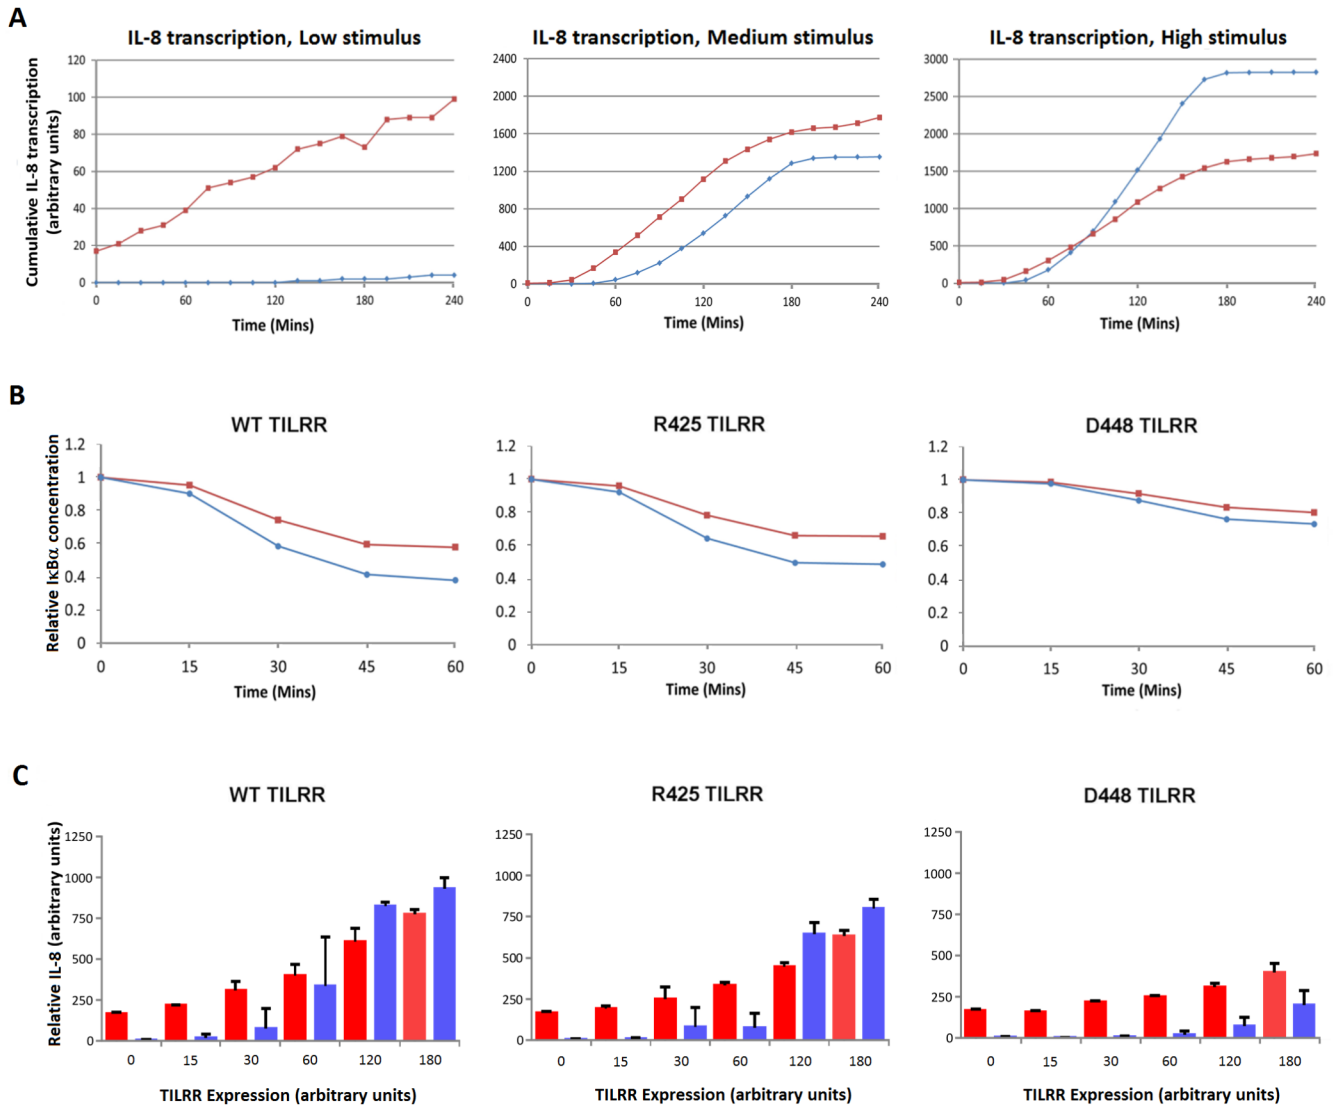 A
IL-8 transcription, Low stimulus
IL-8 transcription, Medium stimulus
IL-8 transcription, High stimulus
Cumulative IL-8 transcription
(arbitrary units)
120
100
80
60
40
20
0
0 60 120 180 240
Time (Mins)
2400
2000
1600
1200
800
400
0
0 60 120 180 240
Time (Mins)
3000
2500
2000
1500
1000
500
0
0 60 120 180 240
Time (Mins)
B
WT TILRR
R425 TILRR
D448 TILRR
Relative IκBα concentration
1.2
1
0.8
0.6
0.4
0.2
0
0 15 30 45 60
Time (Mins)
1.2
1
0.8
0.6
0.4
0.2
0
0 15 30 45 60
Time (Mins)
1.2
1
0.8
0.6
0.4
0.2
0
0 15 30 45 60
Time (Mins)
C
WT TILRR
R425 TILRR
D448 TILRR
Relative IL-8 (arbitrary units)
1250
1000
750
500
250
0
0 15 30 60 120 180
TILRR Expression (arbitrary units)
1250
1000
750
500
250
0
0 15 30 60 120 180
TILRR Expression (arbitrary units)
1250
1000
750
500
250
0
0 15 30 60 120 180
TILRR Expression (arbitrary units)